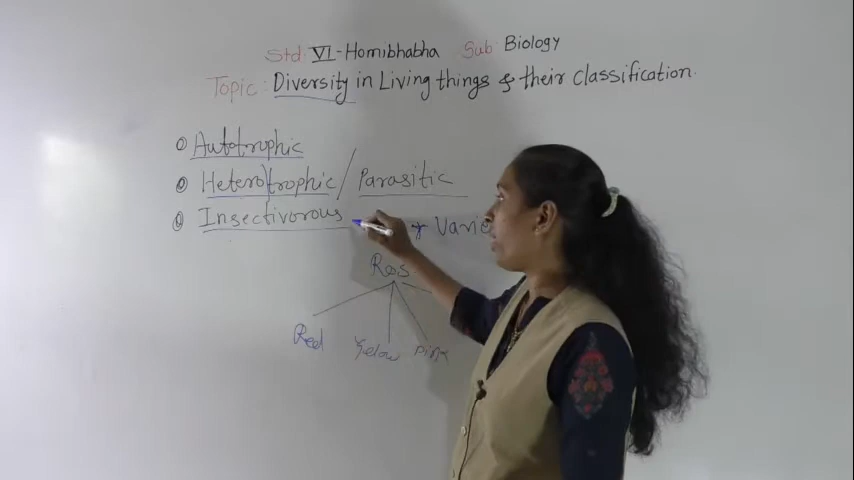 Std: VI - Homibhabha Sub: Biology
Topic: Diversity in Living things & their classification.
Autotrophic
Heterotrophic / Parasitic
Insectivorous
Ros
Red Yelow Pink